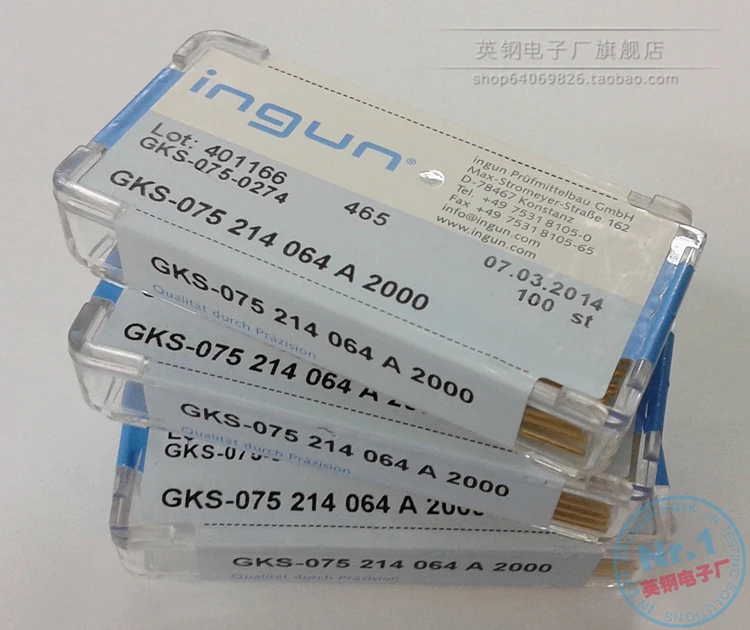 英钢电子厂旗舰店
shop64069826.taobao.com
ingun®
ingun Prüfmittelbau GmbH
Max-Stromeyer-Straße 162
D-78467 Konstanz
Tel. +49 7531 8105-0
Fax +49 7531 8105-65
info@ingun.com
www.ingun.com
Lot: 401166
GKS-075-0274
465
07.03.2014
GKS-075 214 064 A 2000
100 st
GKS-075 214 064 A 2000
Qualität durch Präzision
GKS-075 214 064 A 2000
GKS-075 214 064 A 2000
Qualität durch Präzision
GKS-075-0
GKS-075 214 064 A 2000
GKS-075 214 064 A 2000
Qualität durch Präzision
Nr.1
英钢电子厂